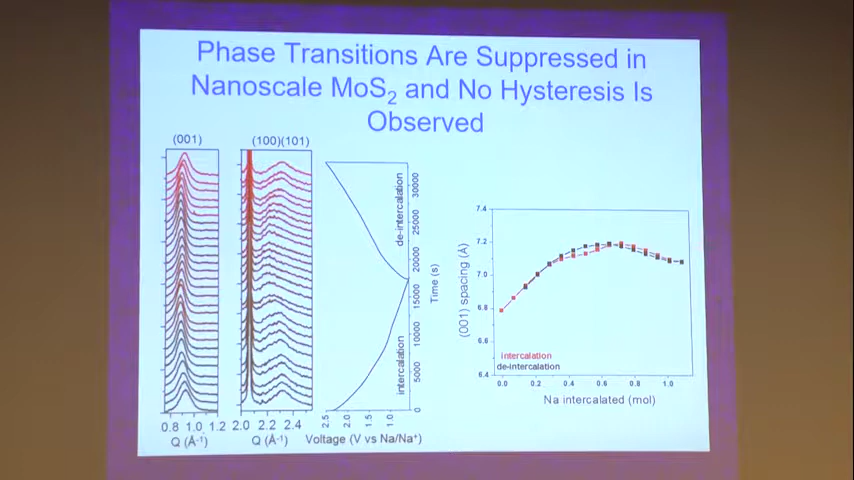 Phase Transitions Are Suppressed in
Nanoscale MoS2 and No Hysteresis Is
Observed
(001)
(100)(101)
0.8 1.0 1.2
Q (Å-1)
2.0 2.2 2.4
Q (Å-1)
2.5 2.0 1.5 1.0
Voltage (V vs Na/Na+)
intercalation
de-intercalation
0 5000 10000 15000 20000 25000 30000
Time (s)
(001) spacing (Å)
7.4
7.2
7.0
6.8
6.6
6.4
intercalation
de-intercalation
0.0 0.2 0.4 0.6 0.8 1.0
Na intercalated (mol)